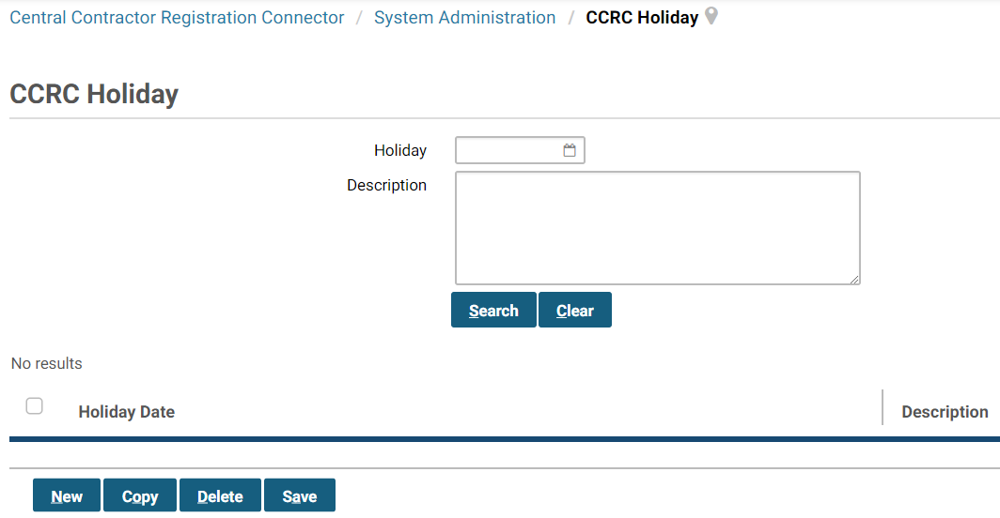 Central Contractor Registration Connector / System Administration / CCRC Holiday
CCRC Holiday
Holiday
Description
Search Clear
No results
Holiday Date Description
New Copy Delete Save